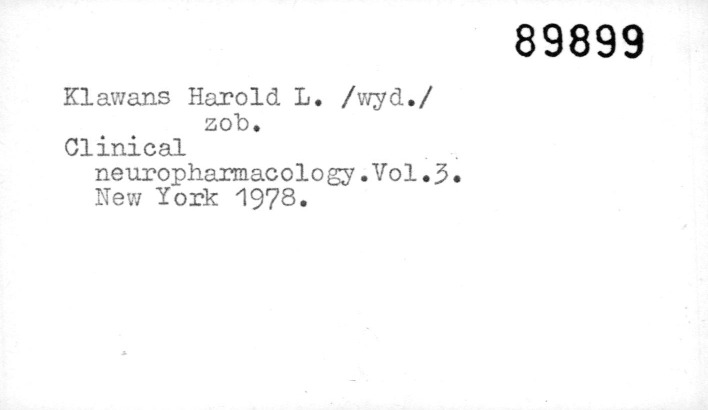 89899
Klawans Harold L. /wyd./
zob.
Clinical
neuropharmacology.Vol.3.
New York 1978.